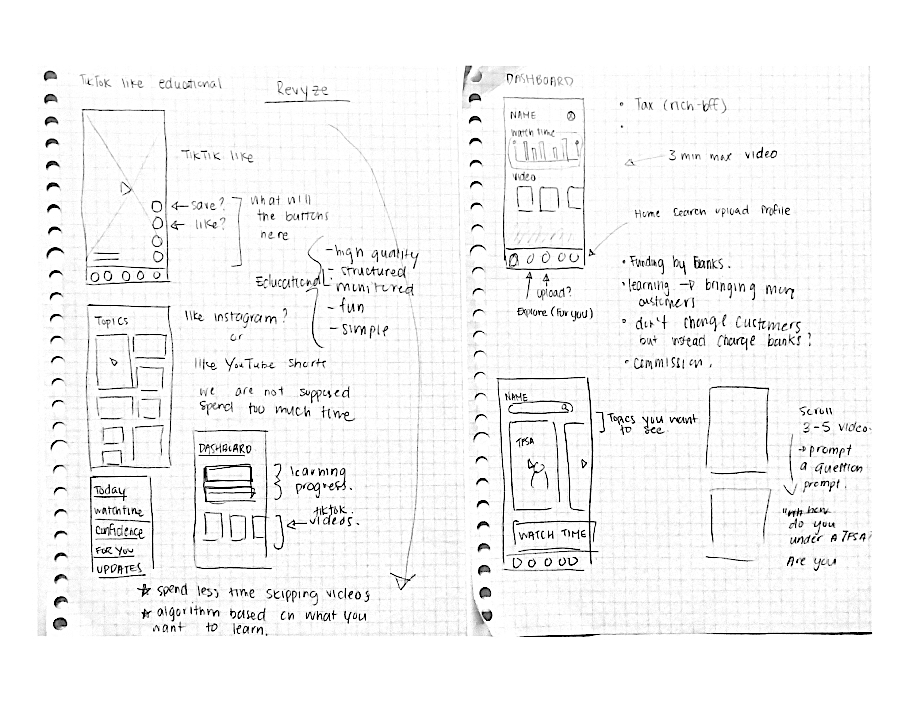 TikTok like educational
Revyze
TikTik like
save?
like?
what will
the buttons
here
Educational
- high quality
- structured
- monitored
- fun
- simple
Topics
like instagram?
or
like YouTube shorts
we are not supposed
spend too much time
DASHBOARD
learning
progress.
tiktok.
videos.
Today
watchtime
confidence
FOR YOU
UPDATES
☆ spend less time skipping videos
☆ algorithm based on what you
want to learn.
DASHBOARD
NAME
watch time
video
upload?
Explore (for you)
• Tax (rich-off)
•
3 min max video
Home search upload profile
• Funding by Banks.
• learning → bringing more
customers
• don't change customers
but instead charge banks?
• commission.
NAME
TFSA
WATCH TIME
Topics you want
to see
Scroll
3-5 video.
→ prompt
a question
prompt.
how
do you
under a TFSA?
Are you